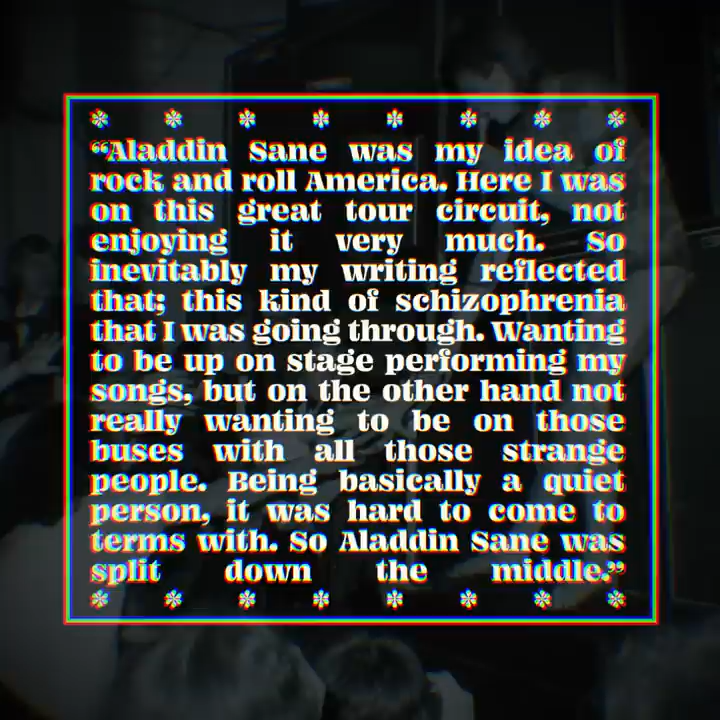 “Aladdin Sane was my idea of
rock and roll America. Here I was
on this great tour circuit, not
enjoying it very much. So
inevitably my writing reflected
that; this kind of schizophrenia
that I was going through. Wanting
to be up on stage performing my
songs, but on the other hand not
really wanting to be on those
buses with all those strange
people. Being basically a quiet
person, it was hard to come to
terms with. So Aladdin Sane was
split down the middle.”